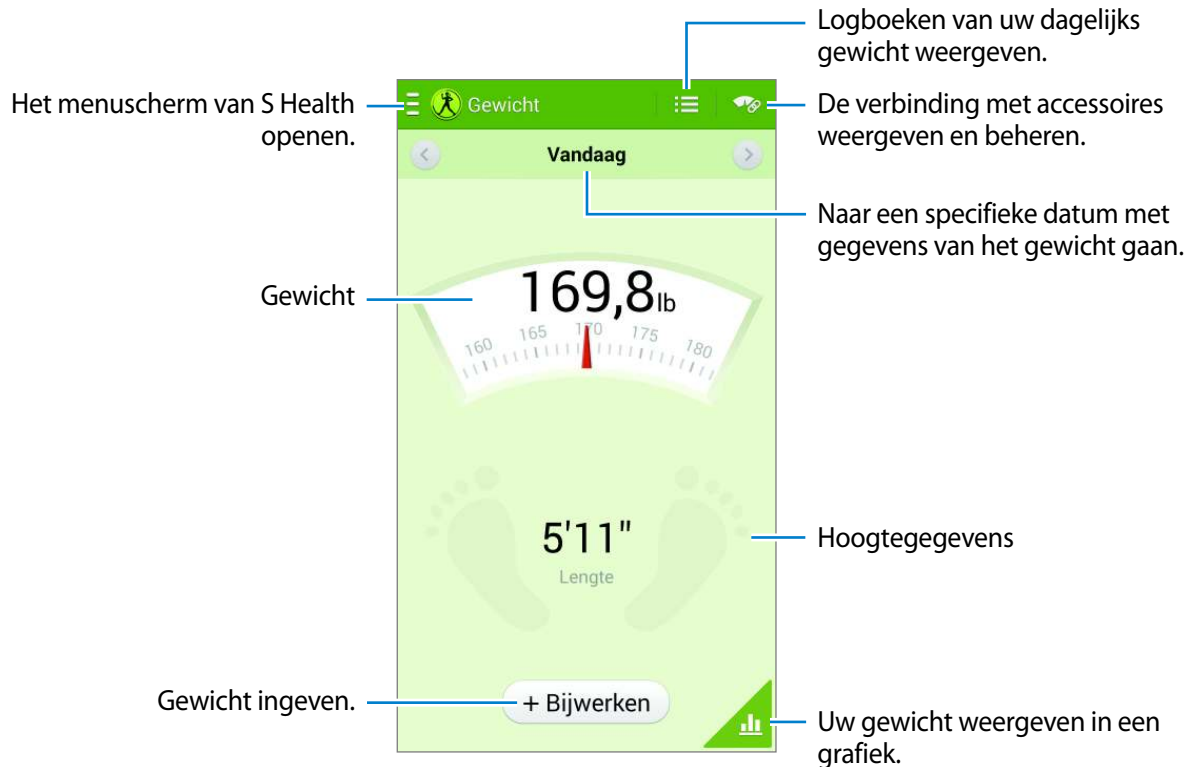 Logboeken van uw dagelijks
gewicht weergeven.
Het menuscherm van S Health
openen.
Gewicht
De verbinding met accessoires
weergeven en beheren.
Vandaag
Naar een specifieke datum met
gegevens van het gewicht gaan.
Gewicht
169,8lb
160 165 170 175 180
5'11"
Lengte
Hoogtegegevens
Gewicht ingeven.
+ Bijwerken
Uw gewicht weergeven in een
grafiek.